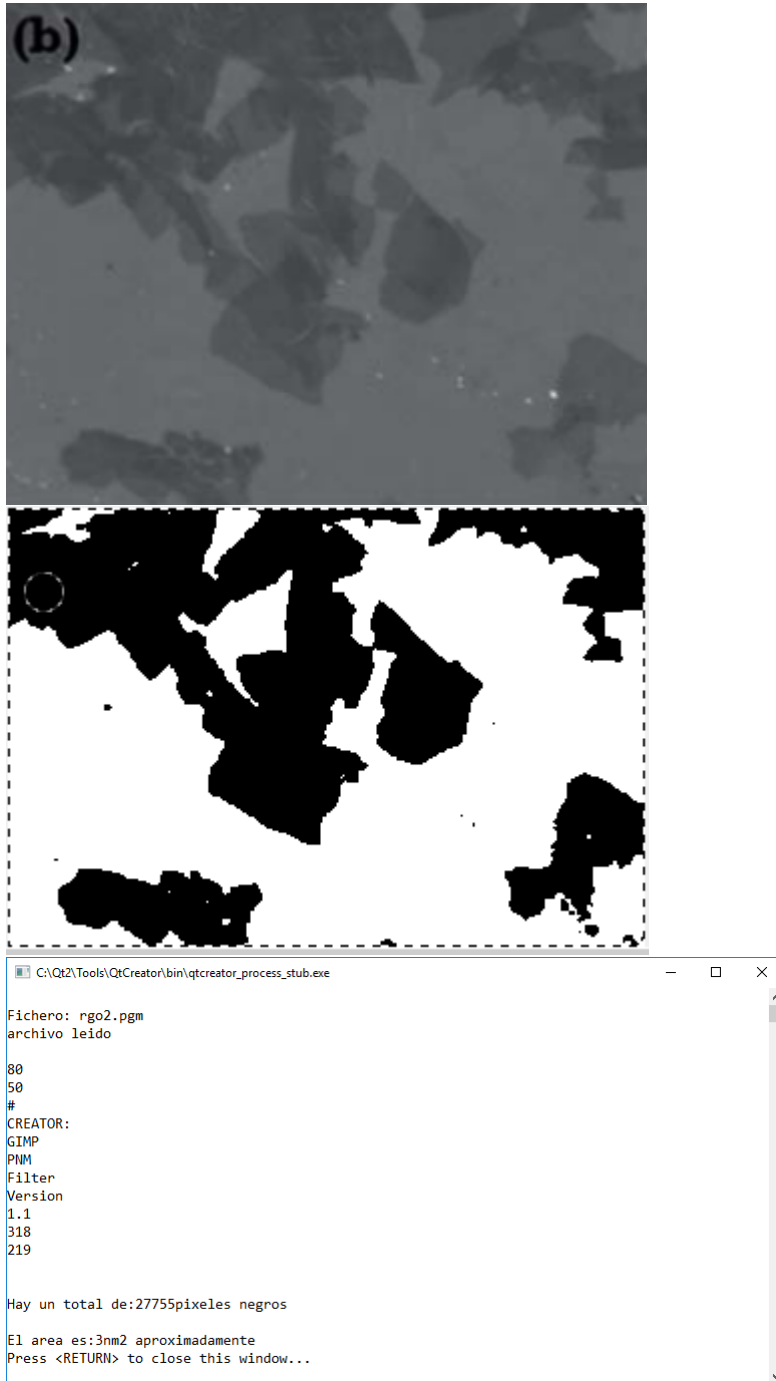 (b)
C:\Qt2\Tools\QtCreator\bin\qtcreator_process_stub.exe
Fichero: rgo2.pgm
archivo leido
80
50
#
CREATOR:
GIMP
PNM
Filter
Version
1.1
318
219
Hay un total de:27755pixeles negros
El area es:3nm2 aproximadamente
Press <RETURN> to close this window...